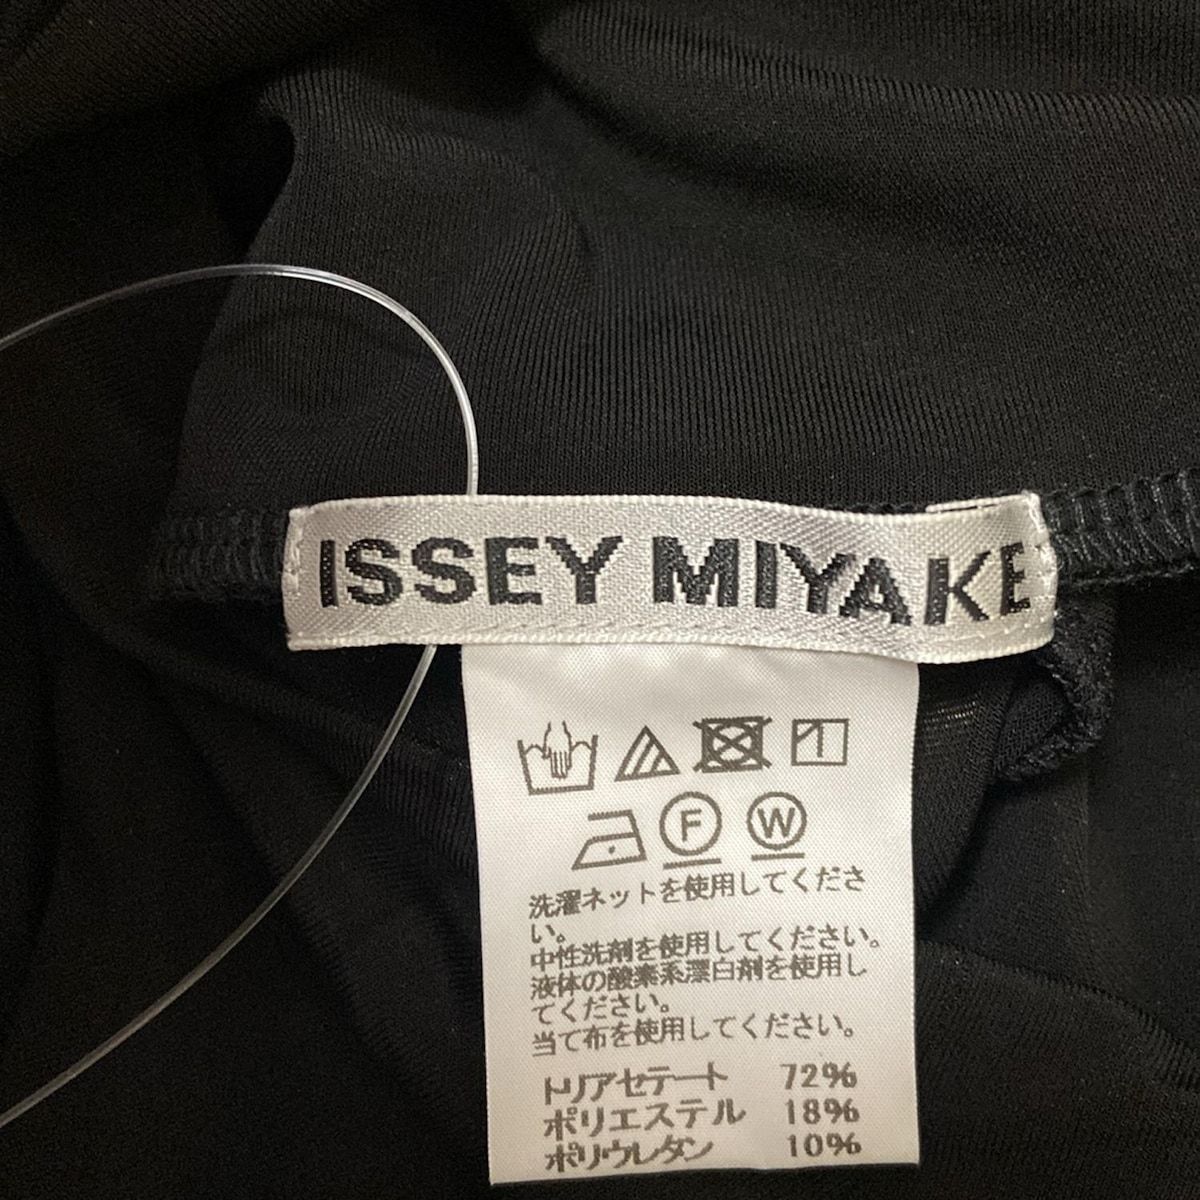 ISSEY MIYAKE
F W
洗濯ネットを使用してくださ
い。
中性洗剤を使用してください。
液体の酸素系漂白剤を使用し
てください。
当て布を使用してください。
トリアセテート 72%
ポリエステル 18%
ポリウレタン 10%